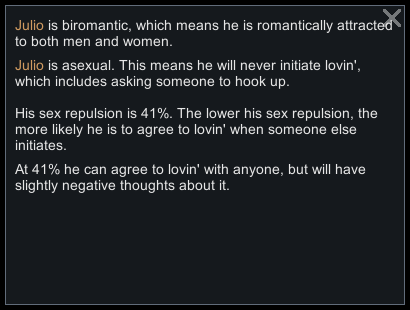 Julio is biromantic, which means he is romantically attracted
to both men and women.
Julio is asexual. This means he will never initiate lovin',
which includes asking someone to hook up.
His sex repulsion is 41%. The lower his sex repulsion, the
more likely he is to agree to lovin' when someone else
initiates.
At 41% he can agree to lovin' with anyone, but will have
slightly negative thoughts about it.